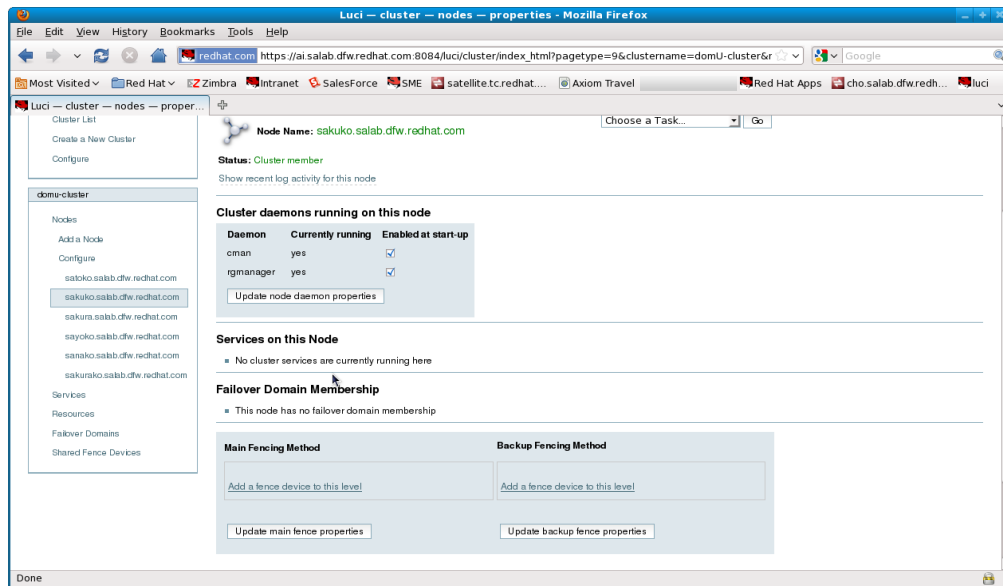 Luci — cluster — nodes — properties - Mozilla Firefox
File Edit View History Bookmarks Tools Help
redhat.com https://ai.salab.dfw.redhat.com:8084/luci/cluster/index_html?pagetype=9&clustername=domU-cluster&r Google
Most Visited Red Hat Zimbra Intranet SalesForce SME satellite.tc.redhat.... Axiom Travel Red Hat Apps cho.salab.dfw.redh... luci
Luci — cluster — nodes — proper...
Cluster List
Create a New Cluster
Configure
domu-cluster
Nodes
Add a Node
Configure
satoko.salab.dfw.redhat.com
sakuko.salab.dfw.redhat.com
sakura.salab.dfw.redhat.com
sayoko.salab.dfw.redhat.com
sanako.salab.dfw.redhat.com
sakurako.salab.dfw.redhat.com
Services
Resources
Failover Domains
Shared Fence Devices
Choose a Task... Go
Node Name: sakuko.salab.dfw.redhat.com
Status: Cluster member
Show recent log activity for this node
Cluster daemons running on this node
Daemon Currently running Enabled at start-up
cman yes
rgmanager yes
Update node daemon properties
Services on this Node
No cluster services are currently running here
Failover Domain Membership
This node has no failover domain membership
Main Fencing Method Backup Fencing Method
Add a fence device to this level Add a fence device to this level
Update main fence properties Update backup fence properties
Done